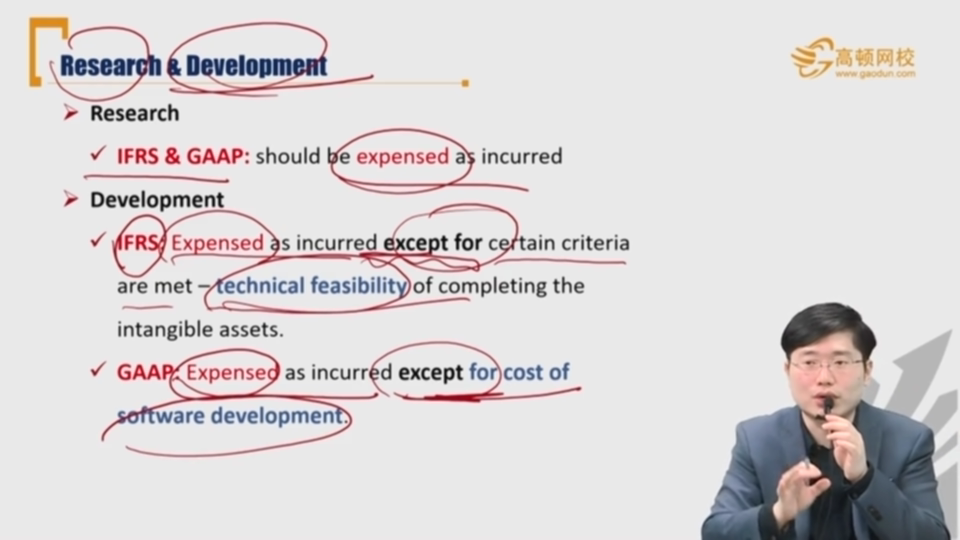 Research & Development
高顿网校
www.gaodun.com
Research
IFRS & GAAP: should be expensed as incurred
Development
IFRS: Expensed as incurred except for certain criteria
are met – technical feasibility of completing the
intangible assets.
GAAP: Expensed as incurred except for cost of
software development.